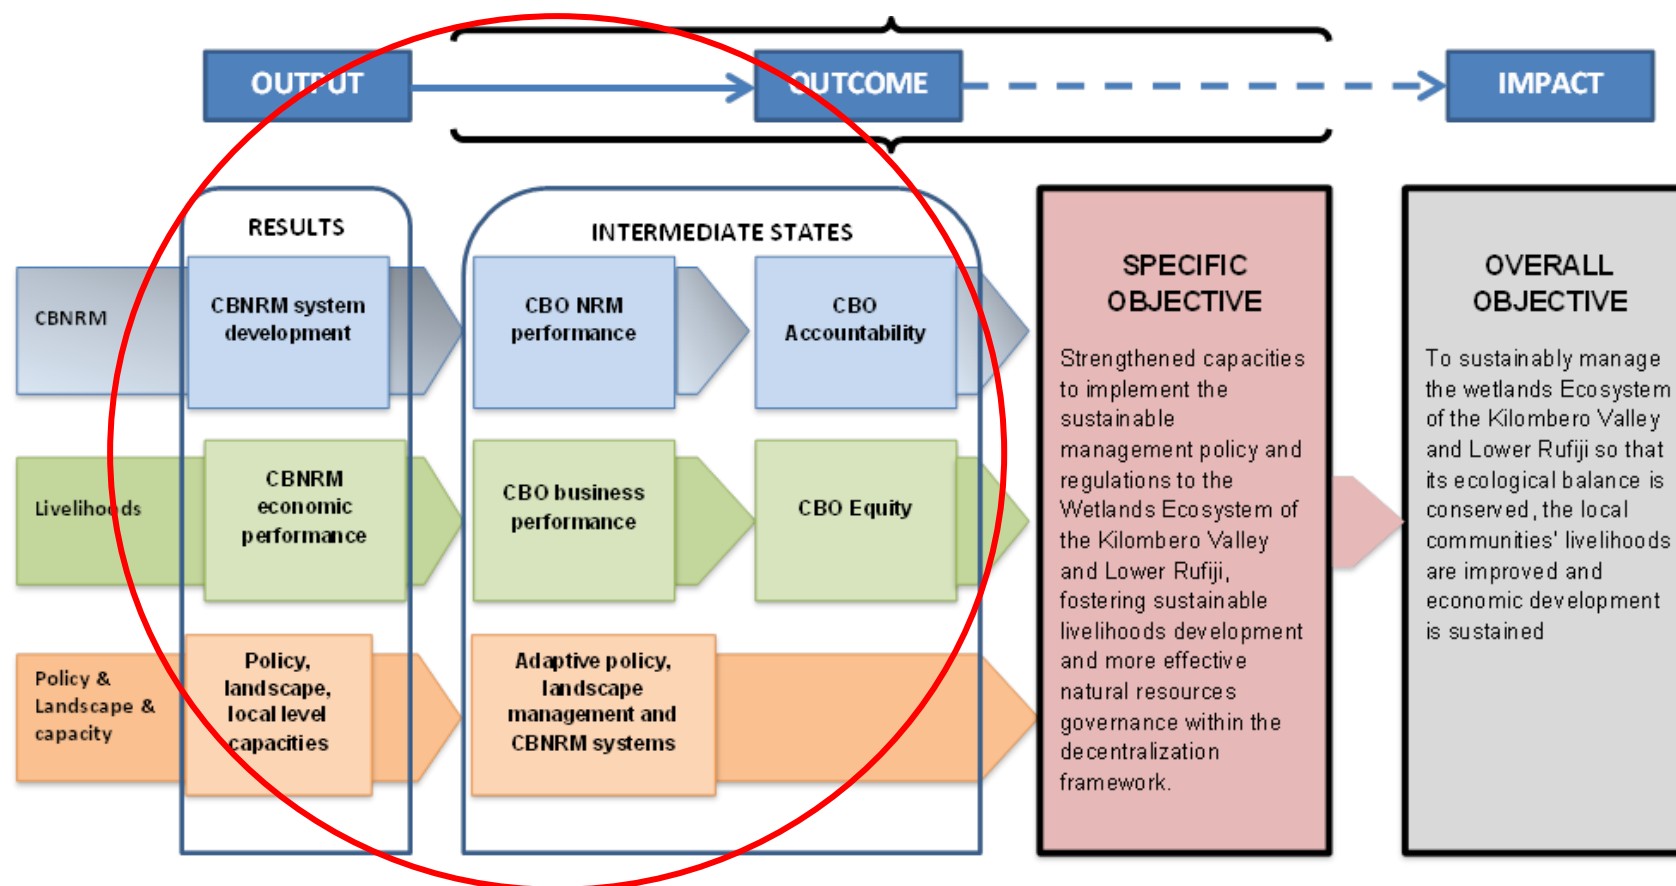 OUTPUT
OUTCOME
IMPACT
RESULTS
INTERMEDIATE STATES
CBNRM
CBNRM system
development
CBO NRM
performance
CBO
Accountability
Livelihoods
CBNRM
economic
performance
CBO business
performance
CBO Equity
Policy &
Landscape &
capacity
Policy,
landscape,
local level
capacities
Adaptive policy,
landscape
management and
CBNRM systems
SPECIFIC
OBJECTIVE
Strengthened capacities
to implement the
sustainable
management policy and
regulations to the
Wetlands Ecosystem of
the Kilombero Valley
and Lower Rufiji,
fostering sustainable
livelihoods development
and more effective
natural resources
governance within the
decentralization
framework.
OVERALL
OBJECTIVE
To sustainably manage
the wetlands Ecosystem
of the Kilombero Valley
and Lower Rufiji so that
its ecological balance is
conserved, the local
communities' livelihoods
are improved and
economic development
is sustained